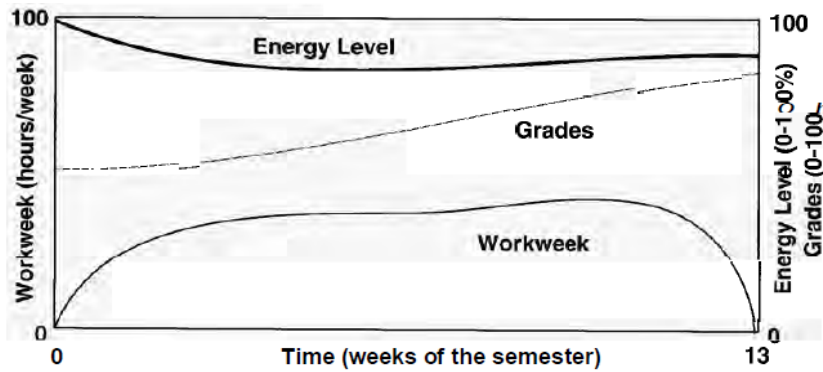 100
100
Energy Level
Grades
Workweek
Workweek (hours/week)
Energy Level (0-100%)
Grades (0-100
0
0
0
Time (weeks of the semester)
13